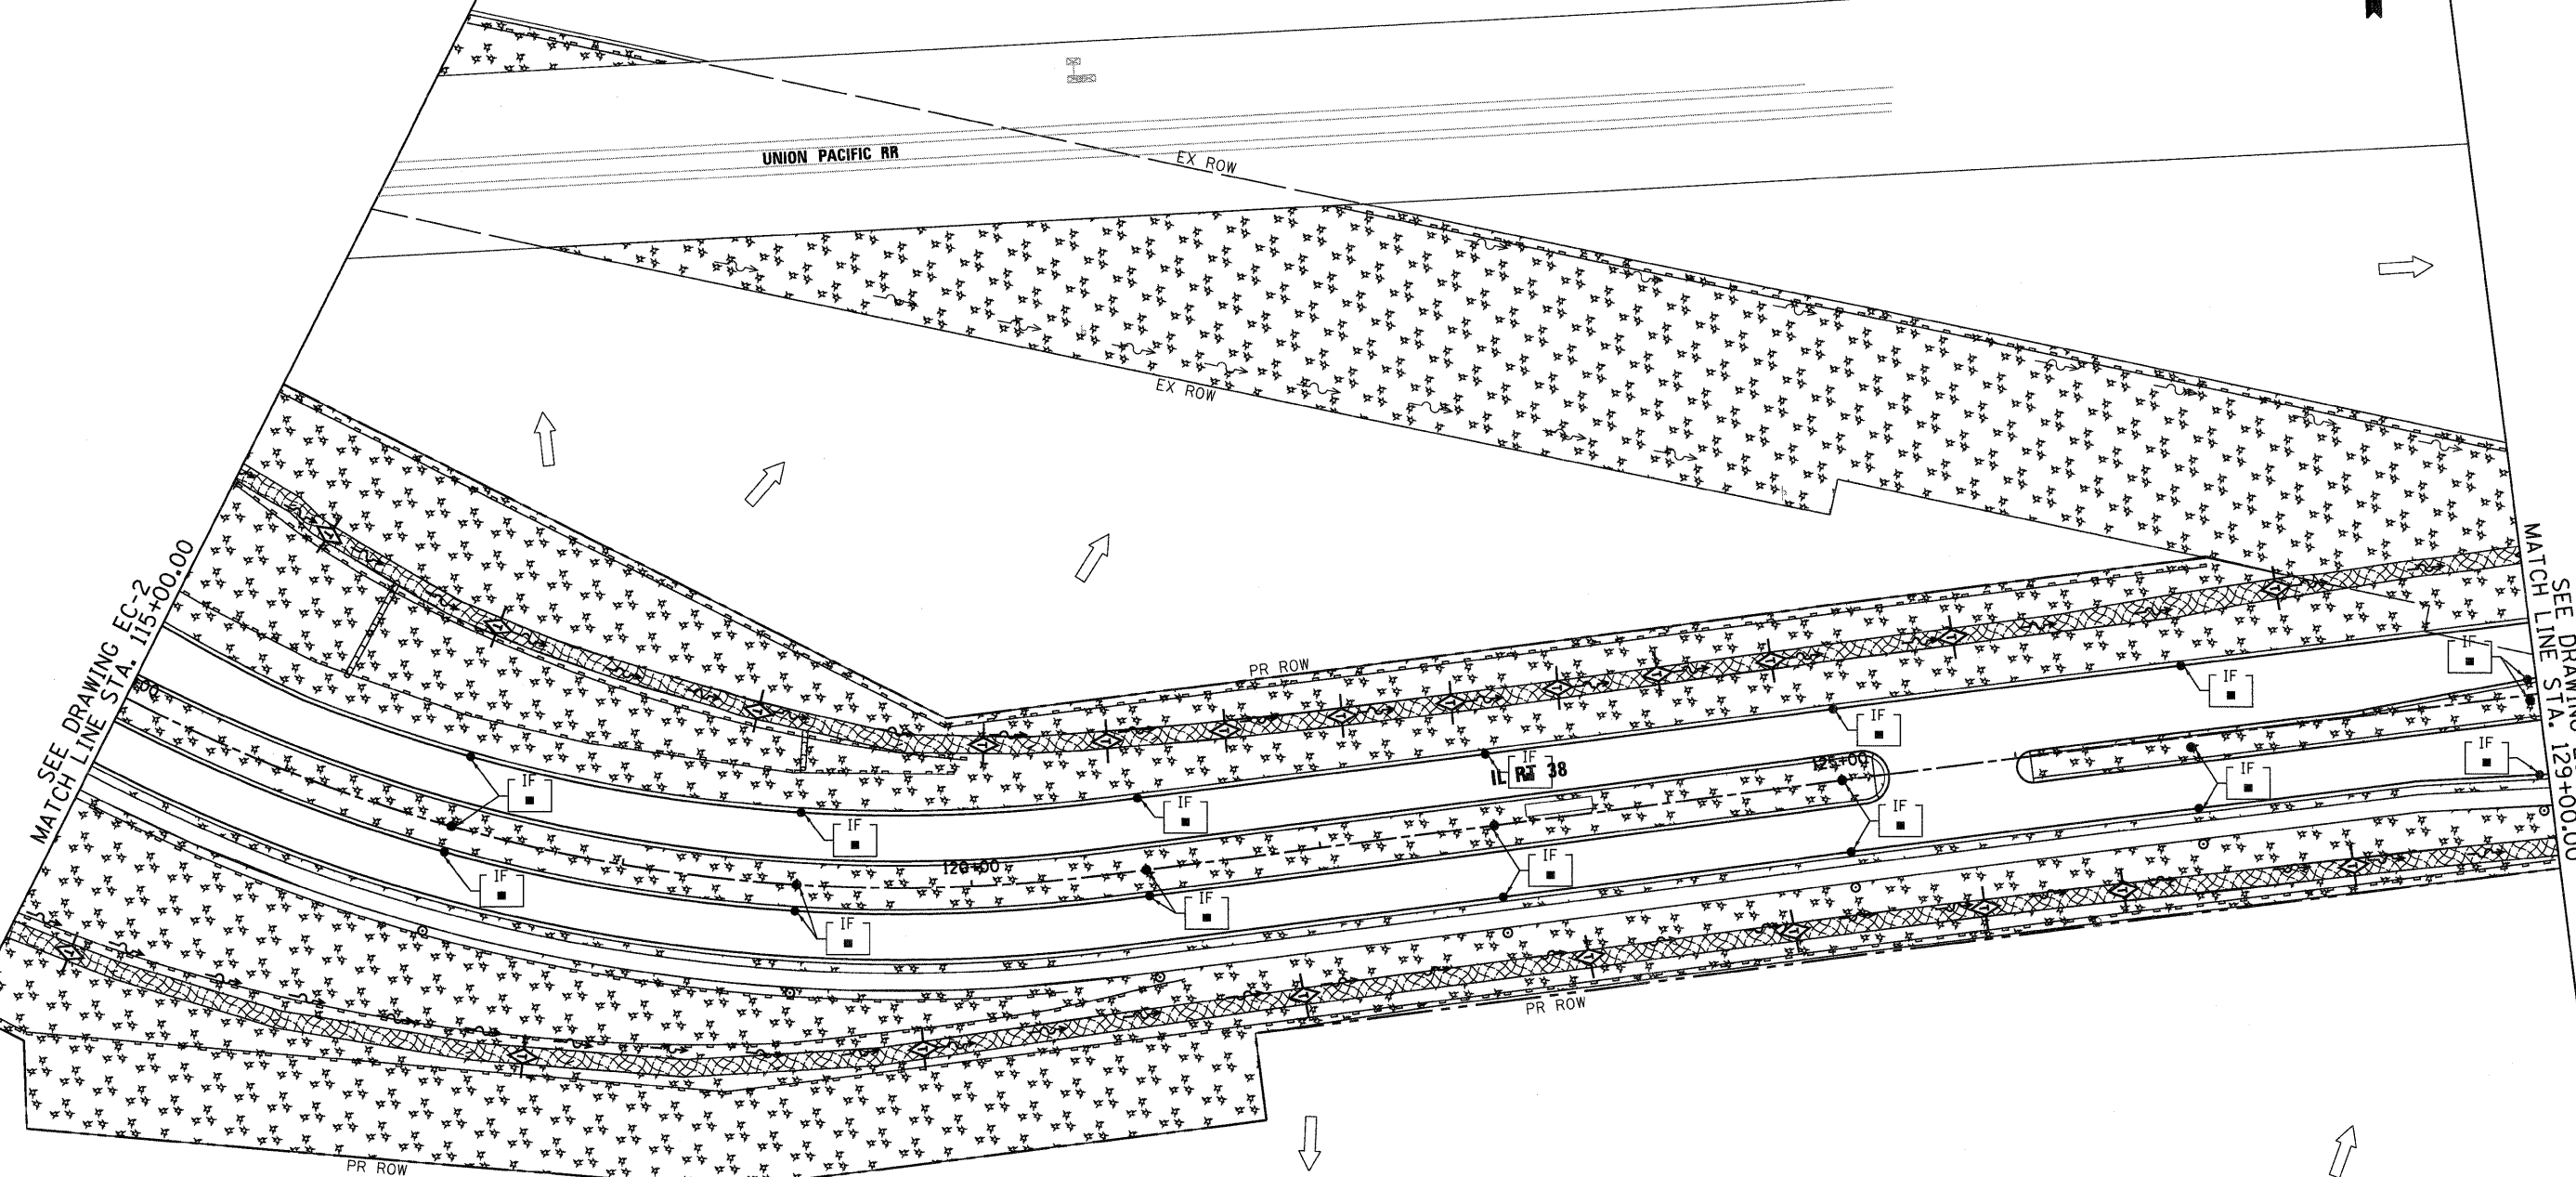 UNION PACIFIC RR
EX ROW
EX ROW
SEE DRAWING EC-2
MATCH LINE STA. 115+00.00
PR ROW
MATCH LINE STA. 129+00.00
IF
IF
IF
IF
IF
IL RT 38
125+00
IF
IF
IF
IF
IF
IF
120+00
IF
IF
IF
IF
PR ROW
PR ROW